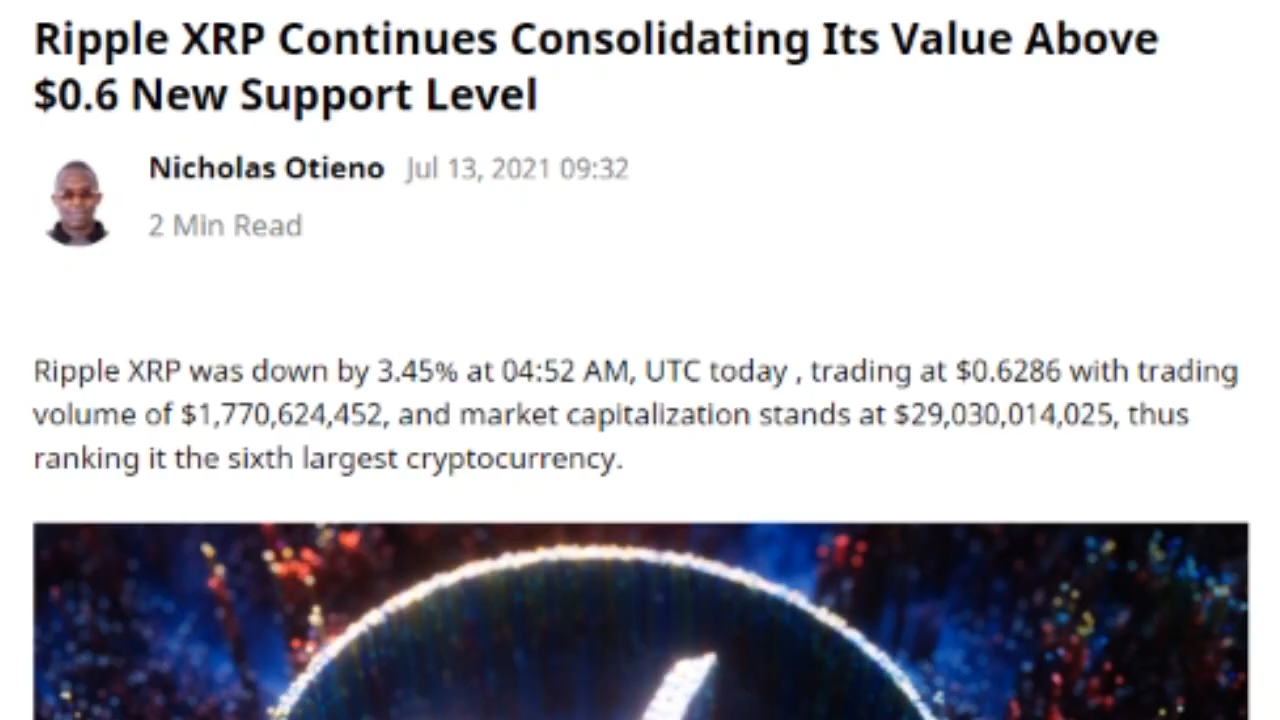 Ripple XRP Continues Consolidating Its Value Above
$0.6 New Support Level
Nicholas Otieno Jul 13, 2021 09:32
2 Min Read
Ripple XRP was down by 3.45% at 04:52 AM, UTC today , trading at $0.6286 with trading
volume of $1,770,624,452, and market capitalization stands at $29,030,014,025, thus
ranking it the sixth largest cryptocurrency.